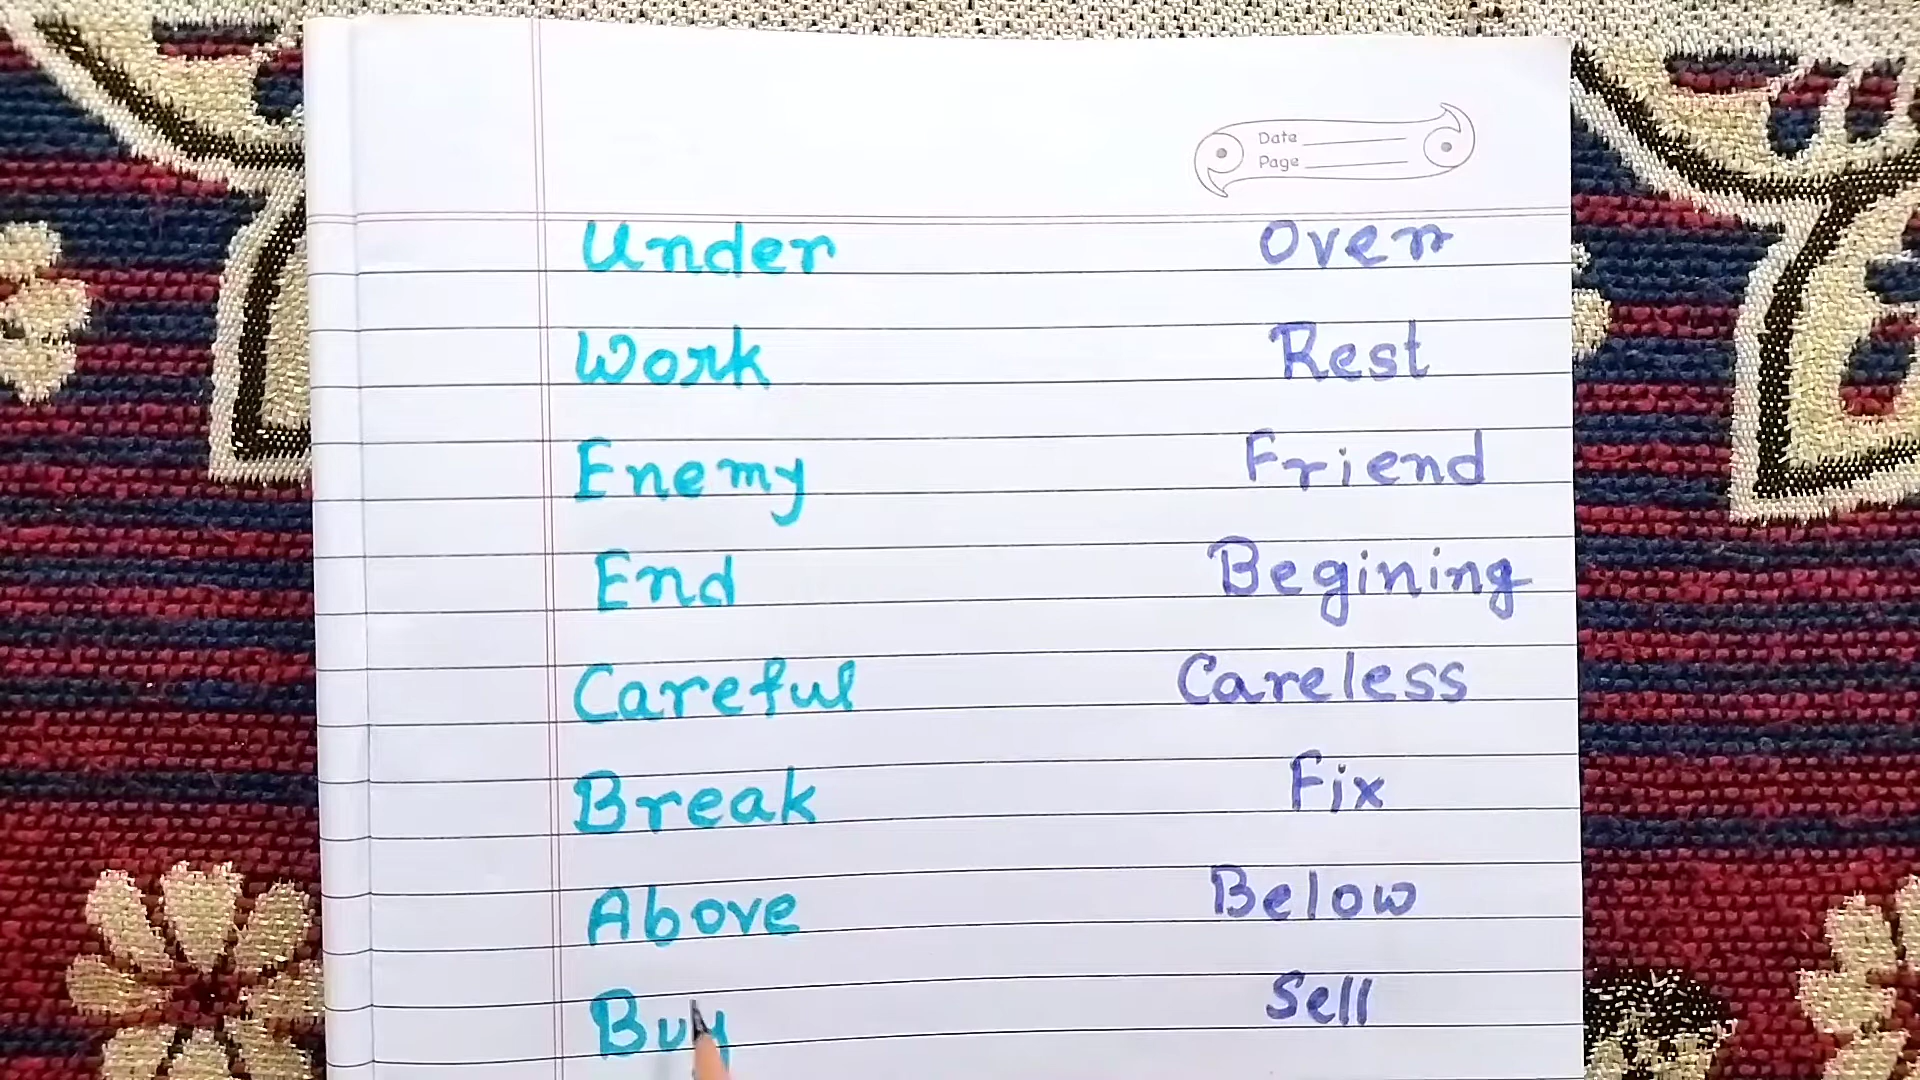 Date
Page
Under Over
Work Rest
Enemy Friend
End Begining
Careful Careless
Break Fix
Above Below
Buy Sell